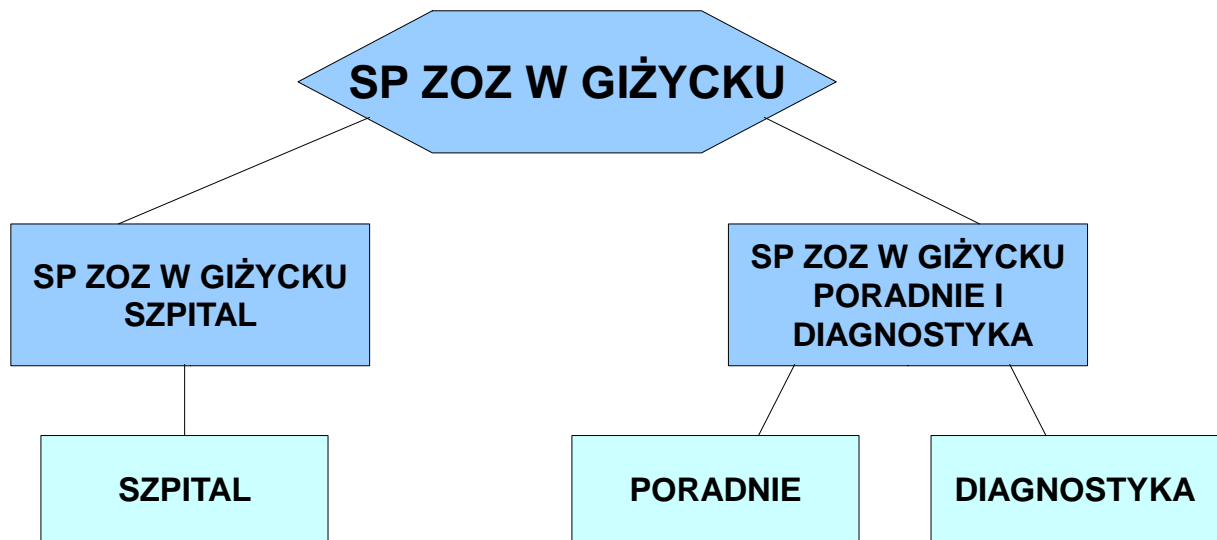 SP ZOZ W GIŻYCKU
SP ZOZ W GIŻYCKU
SZPITAL
SP ZOZ W GIŻYCKU
PORADNIE I
DIAGNOSTYKA
SZPITAL
PORADNIE
DIAGNOSTYKA